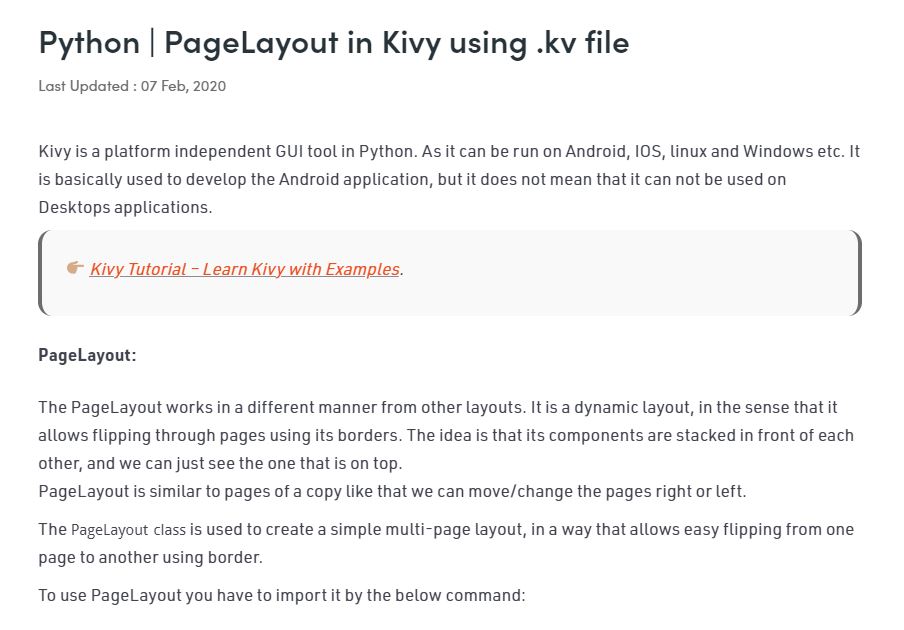 Python | PageLayout in Kivy using .kv file
Last Updated : 07 Feb, 2020
Kivy is a platform independent GUI tool in Python. As it can be run on Android, IOS, linux and Windows etc. It
is basically used to develop the Android application, but it does not mean that it can not be used on
Desktops applications.
👉🏽 Kivy Tutorial – Learn Kivy with Examples.
PageLayout:
The PageLayout works in a different manner from other layouts. It is a dynamic layout, in the sense that it
allows flipping through pages using its borders. The idea is that its components are stacked in front of each
other, and we can just see the one that is on top.
PageLayout is similar to pages of a copy like that we can move/change the pages right or left.
The PageLayout class is used to create a simple multi-page layout, in a way that allows easy flipping from one
page to another using border.
To use PageLayout you have to import it by the below command: